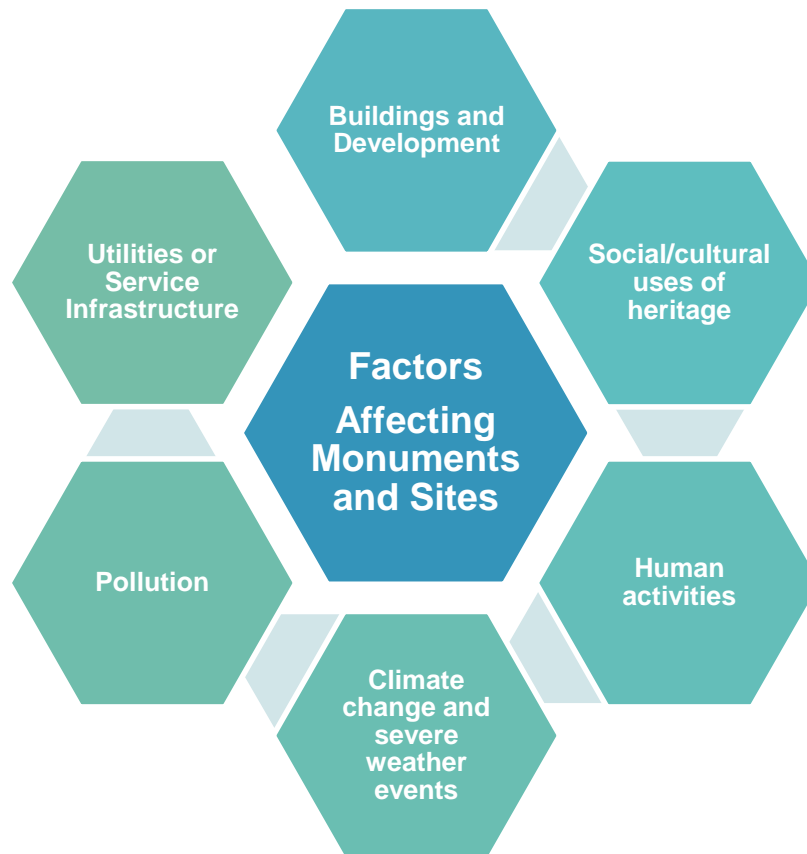 Buildings and
Development
Social/cultural
uses of
heritage
Human
activities
Climate
change and
severe
weather
events
Pollution
Utilities or
Service
Infrastructure
Factors
Affecting
Monuments
and Sites